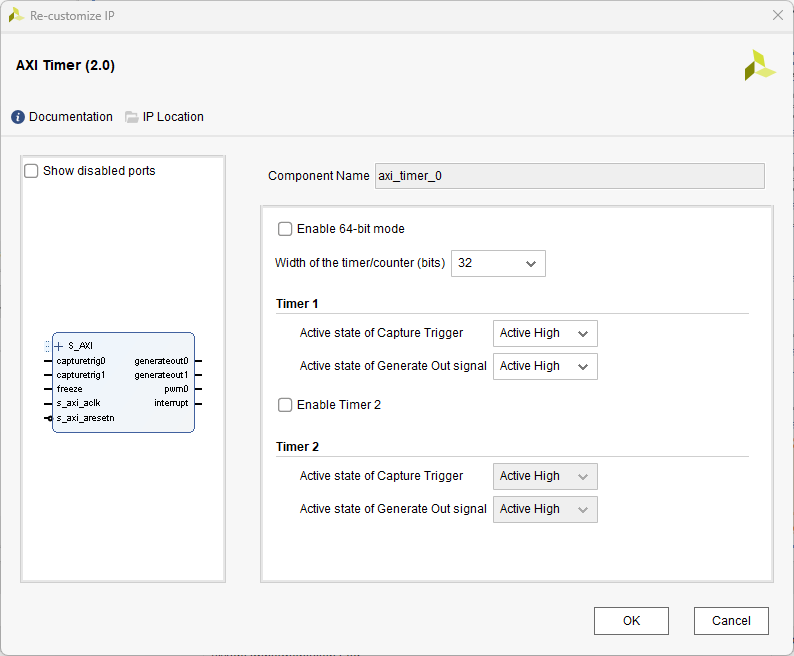 Re-customize IP
AXI Timer (2.0)
Documentation IP Location
Show disabled ports
Component Name axi_timer_0
Enable 64-bit mode
Width of the timer/counter (bits) 32
Timer 1
Active state of Capture Trigger Active High
Active state of Generate Out signal Active High
Enable Timer 2
Timer 2
Active state of Capture Trigger Active High
Active state of Generate Out signal Active High
S_AXI
capturetrig0 generateout0
capturetrig1 generateout1
freeze pwm0
s_axi_aclk interrupt
s_axi_aresetn
OK Cancel